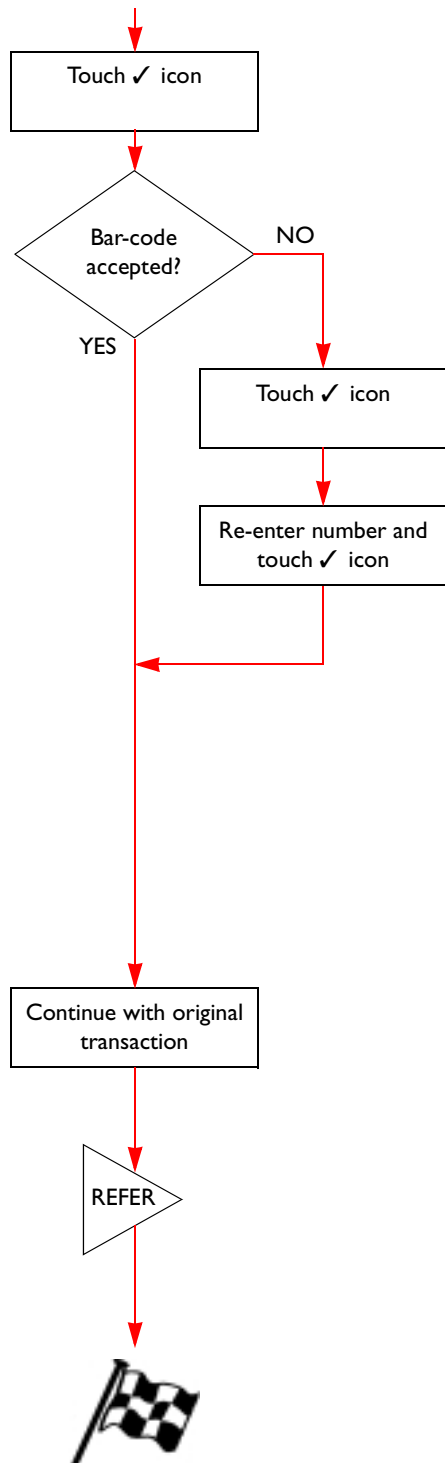 Touch ✓ icon
Bar-code
accepted?
NO
YES
Touch ✓ icon
Re-enter number and
touch ✓ icon
Continue with original
transaction
REFER